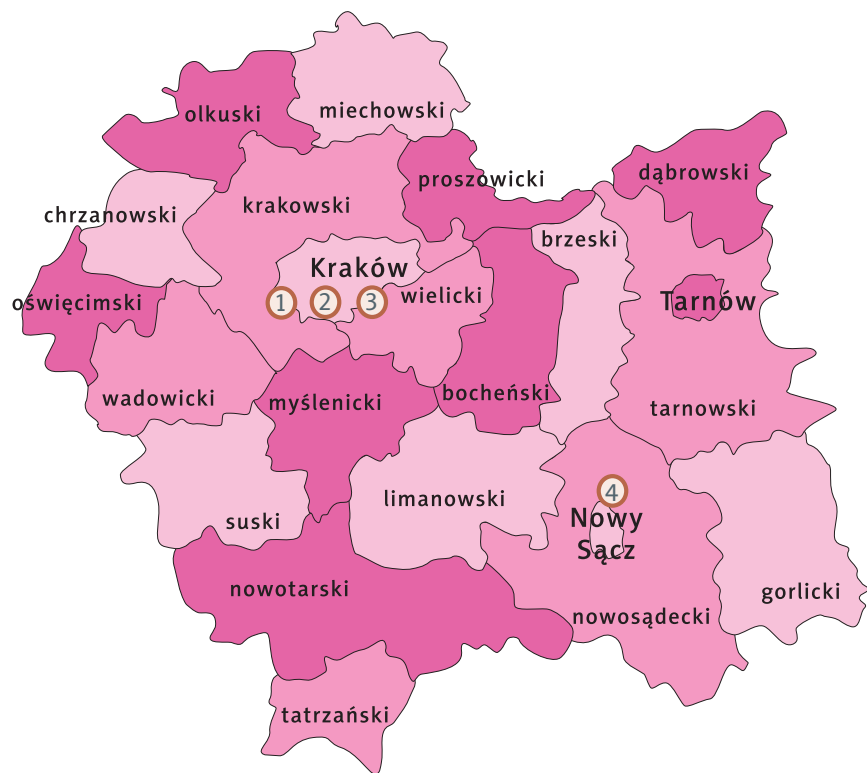 miechowski
olkuski
dąbrowski
proszowicki
krakowski
chrzanowski
brzeski
Kraków
wielicki
oświęcimski
1
2
3
Tarnów
bocheński
wadowicki
myślenicki
tarnowski
4
limanowski
suski
Nowy
Sącz
nowotarski
gorlicki
nowosądecki
tatrzański